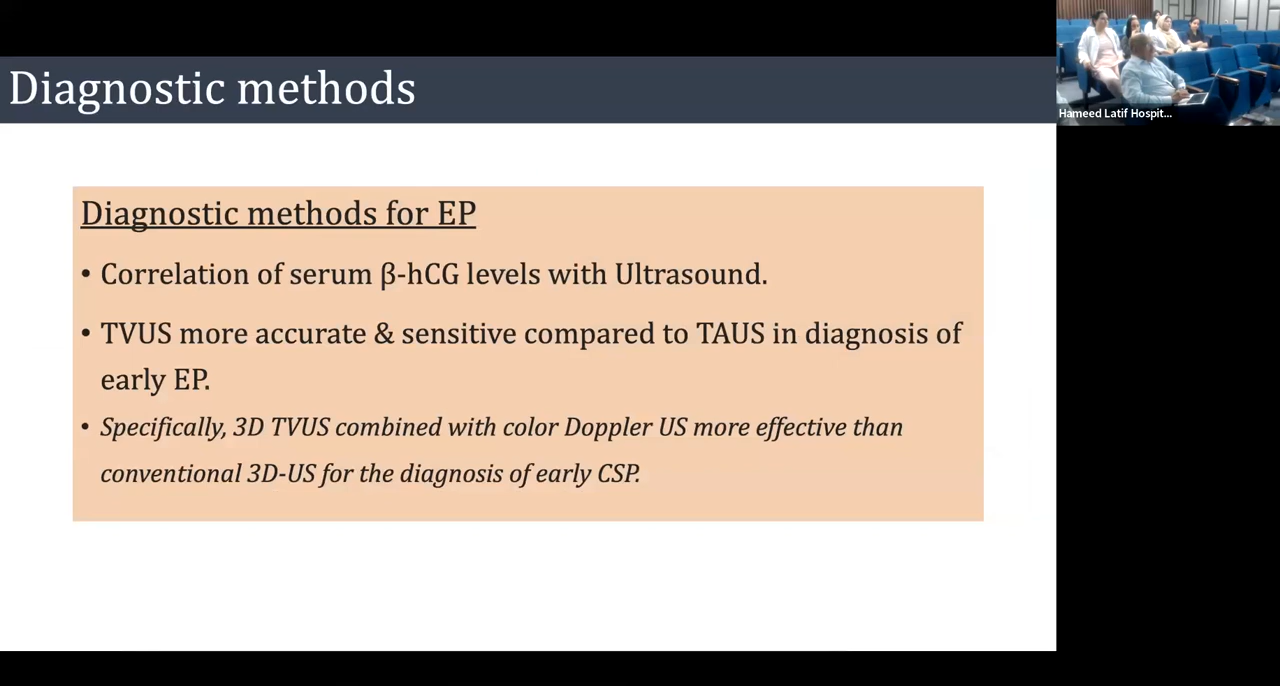 Diagnostic methods
Hameed Latif Hospit...
Diagnostic methods for EP
• Correlation of serum β-hCG levels with Ultrasound.
• TVUS more accurate & sensitive compared to TAUS in diagnosis of
early EP.
• Specifically, 3D TVUS combined with color Doppler US more effective than
conventional 3D-US for the diagnosis of early CSP.